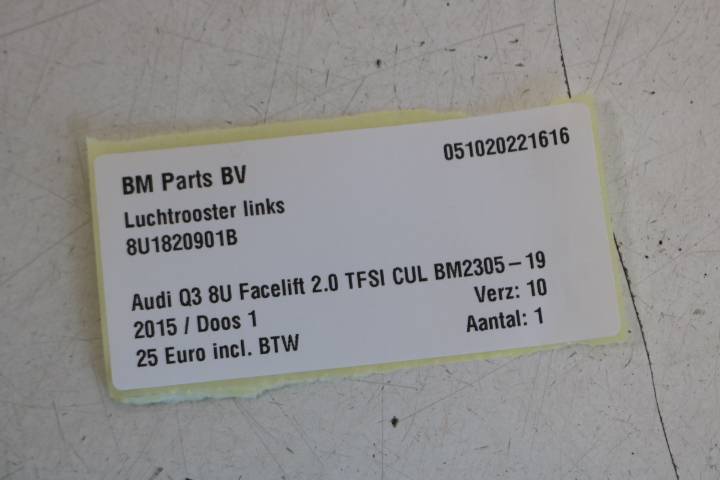 BM Parts BV
051020221616
Luchtrooster links
8U1820901B
Audi Q3 8U Facelift 2.0 TFSI CUL BM2305-19
2015 / Doos 1
Verz: 10
25 Euro incl. BTW
Aantal: 1